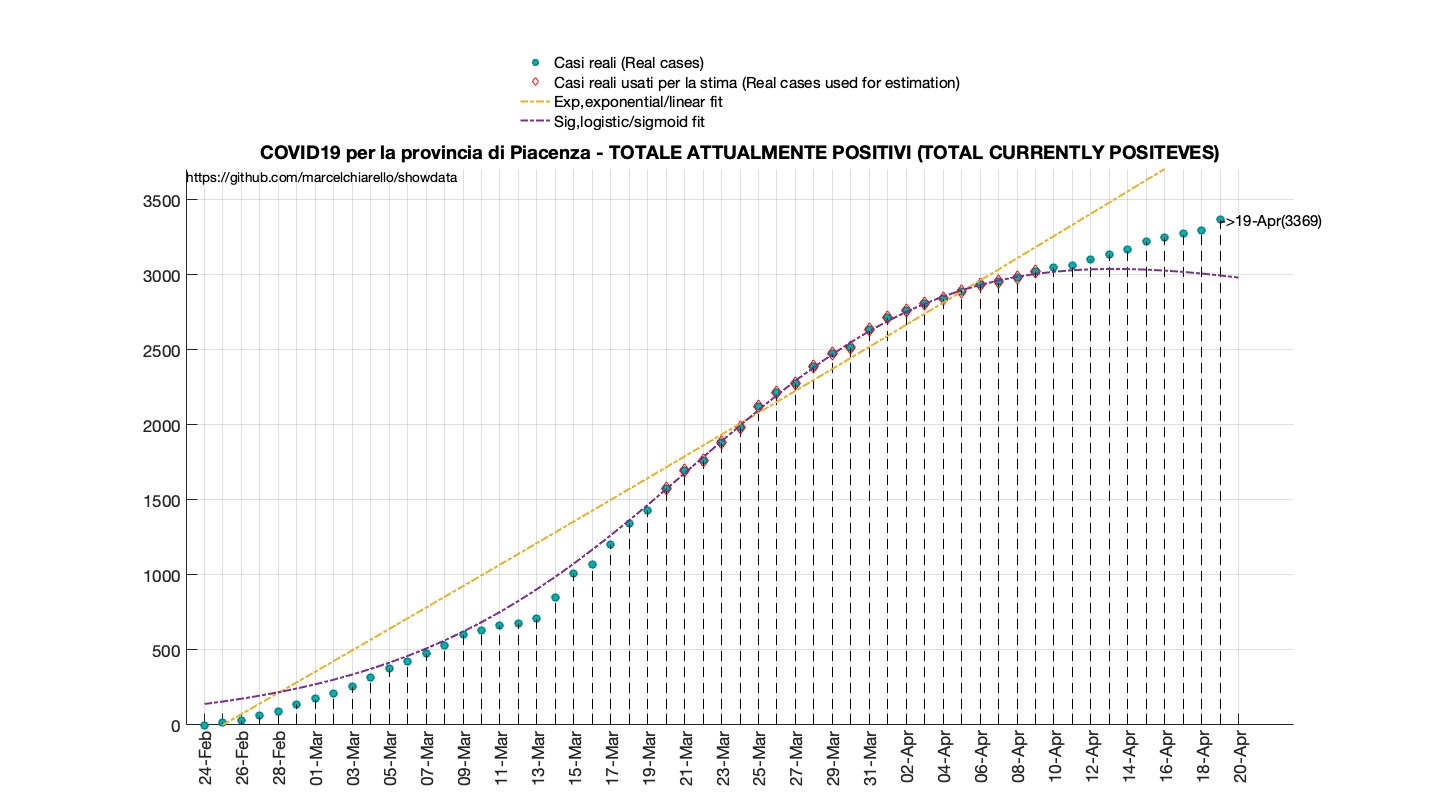 Casi reali (Real cases)
Casi reali usati per la stima (Real cases used for estimation)
Exp,exponential/linear fit
Sig,logistic/sigmoid fit
COVID19 per la provincia di Piacenza - TOTALE ATTUALMENTE POSITIVI (TOTAL CURRENTLY POSITEVES)
https://github.com/marcelchiarello/showdata
3500
3000
2500
2000
1500
1000
500
0
->19-Apr(3369)
24-Feb
26-Feb
28-Feb
01-Mar
03-Mar
05-Mar
07-Mar
09-Mar
11-Mar
13-Mar
15-Mar
17-Mar
19-Mar
21-Mar
23-Mar
25-Mar
27-Mar
29-Mar
31-Mar
02-Apr
04-Apr
06-Apr
08-Apr
10-Apr
12-Apr
14-Apr
16-Apr
18-Apr
20-Apr